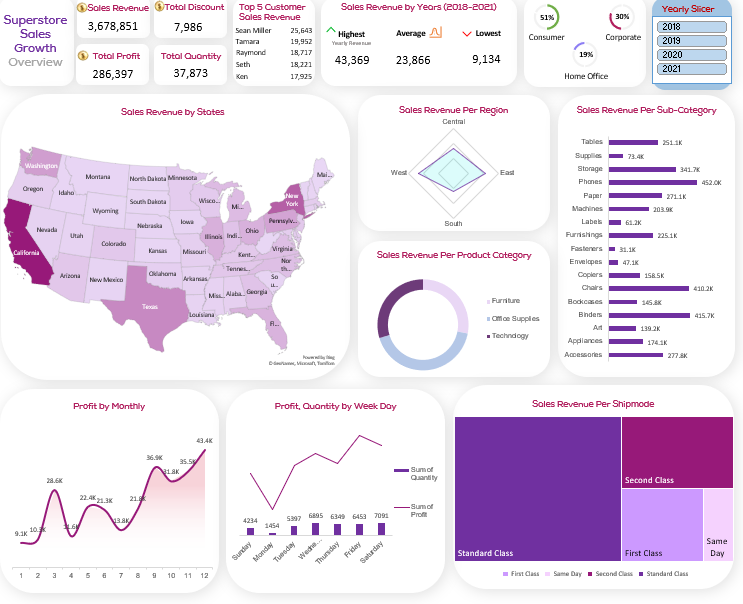 Superstore
Sales
Growth
Overview
Sales Revenue
3,678,851
Total Discount
7,986
Total Profit
286,397
Total Quantity
37,873
Top 5 Customer
Sales Revenue
Sean Miller 25,643
Tamara 19,952
Raymond 18,717
Seth 18,221
Ken 17,925
Sales Revenue by Years (2018-2021)
Highest
Yearly Revenue
43,369
Average
23,866
Lowest
9,134
51%
Consumer
30%
Corporate
19%
Home Office
Yearly Slicer
2018
2019
2020
2021
Sales Revenue by States
Washington
Oregon
California
Nevada
Idaho
Montana
Wyoming
Utah
Arizona
Colorado
New Mexico
North Dakota
South Dakota
Nebraska
Kansas
Oklahoma
Texas
Minnesota
Iowa
Missouri
Arkansas
Louisiana
Wisco...
Illinois
Mi...
Indi...
Ohio
Kent...
Tennes...
Miss...
Alaba...
Georgia
Fl...
So
u...
Nor
th...
Virginia
Pennsylv...
New
York
Mai...
Powered by Bing
© GeoNames, Microsoft, TomTom
Sales Revenue Per Region
Central
West
East
South
Sales Revenue Per Product Category
Furniture
Office Supplies
Technology
Sales Revenue Per Sub-Category
Tables 251.1K
Supplies 73.4K
Storage 341.7K
Phones 452.0K
Paper 271.1K
Machines 203.9K
Labels 61.2K
Furnishings 225.1K
Fasteners 31.1K
Envelopes 47.1K
Copiers 158.5K
Chairs 410.2K
Bookcases 145.8K
Binders 415.7K
Art 139.2K
Appliances 174.1K
Accessories 277.8K
Profit by Monthly
9.1K
28.6K
22.4K
21.3K
13.8K
36.9K
31.8K
35.5K
43.4K
1 2 3 4 5 6 7 8 9 10 11 12
Profit, Quantity by Week Day
4234 1454 5397 6895 6349 6453 7091
Sunday
Monday
Tuesday
Wedne...
Thursday
Friday
Saturday
Sum of
Quantity
Sum of
Profit
Sales Revenue Per Shipmode
Standard Class
Second Class
First Class
Same
Day
First Class Same Day Second Class Standard Class